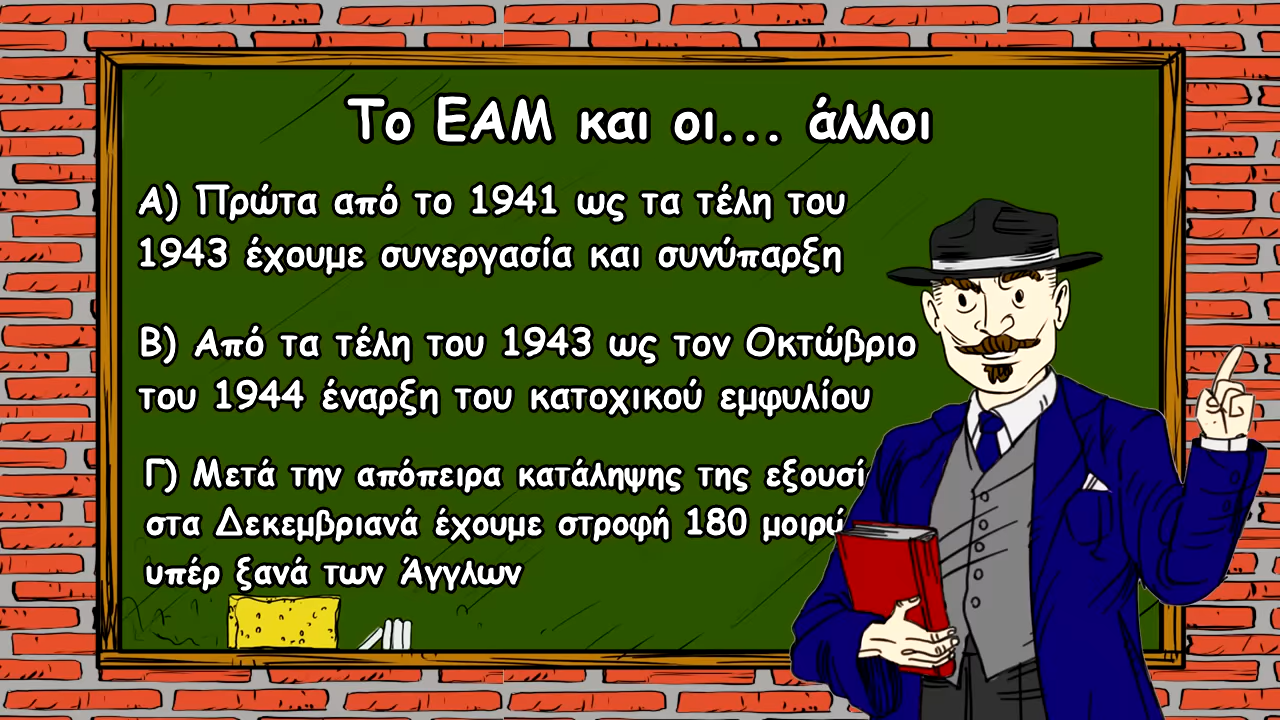 Το ΕΑΜ και οι... άλλοι
Α) Πρώτα από το 1941 ως τα τέλη του
1943 έχουμε συνεργασία και συνύπαρξη
Β) Από τα τέλη του 1943 ως τον Οκτώβριο
του 1944 έναρξη του κατοχικού εμφυλίου
Γ) Μετά την απόπειρα κατάληψης της
στα Δεκεμβριανά έχουμε στροφή 180
υπέρ ξανά των Άγγλων